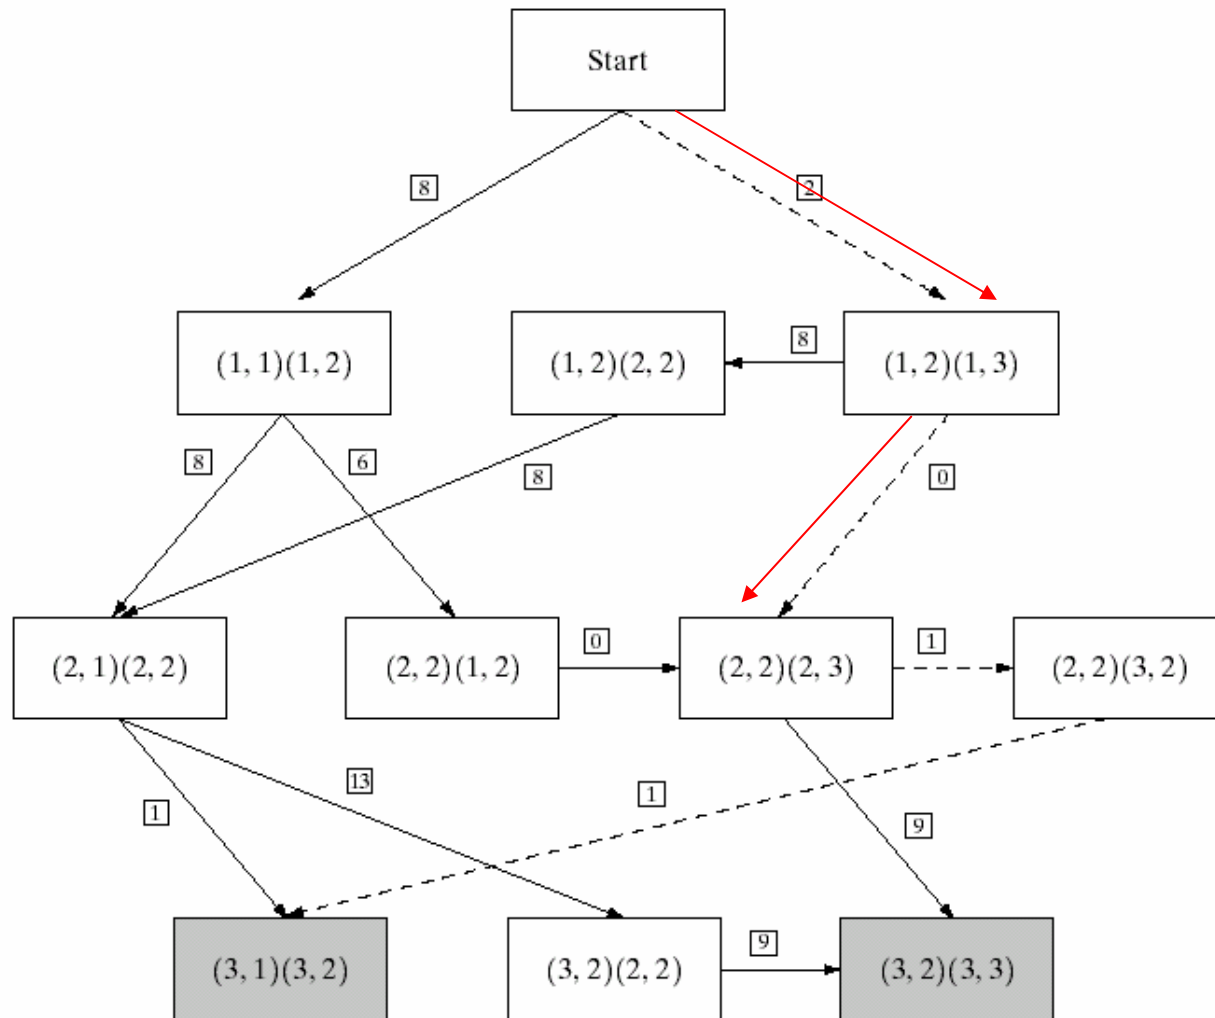 Start
8
2
(1, 1)(1, 2)
(1, 2)(2, 2)
8
(1, 2)(1, 3)
8
6
8
0
(2, 1)(2, 2)
(2, 2)(1, 2)
0
(2, 2)(2, 3)
1
(2, 2)(3, 2)
1
13
1
9
(3, 1)(3, 2)
(3, 2)(2, 2)
9
(3, 2)(3, 3)